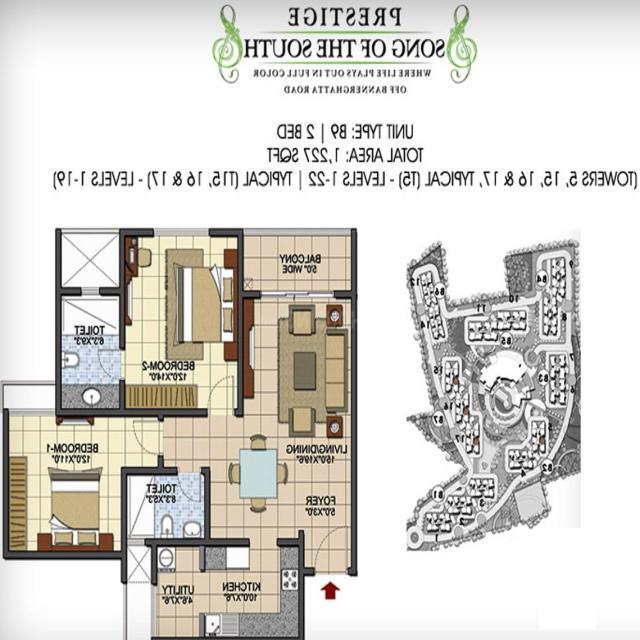 PRESTIGE
SONG OF THE SOUTH
WHERE LIFE PLAYS OUT IN FULL COLOR
OFF BANNERGHATTA ROAD
UNIT TYPE: B9 | 2 BED
TOTAL AREA: 1,227 SQFT
(TOWERS 5, 15, 16 & 17, TYPICAL (T5) - LEVELS 1-22 | TYPICAL (T15, 16 & 17) - LEVELS 1-19)
BALCONY
5'0" WIDE
TOILET
6'3"X9'3"
BEDROOM-2
12'0"X14'0"
LIVING/DINING
15'0"X19'6"
BEDROOM-1
12'0"X11'0"
TOILET
8'3"X5'3"
FOYER
5'0"X3'0"
KITCHEN
10'0"X7'6"
UTILITY
4'6"X7'6"